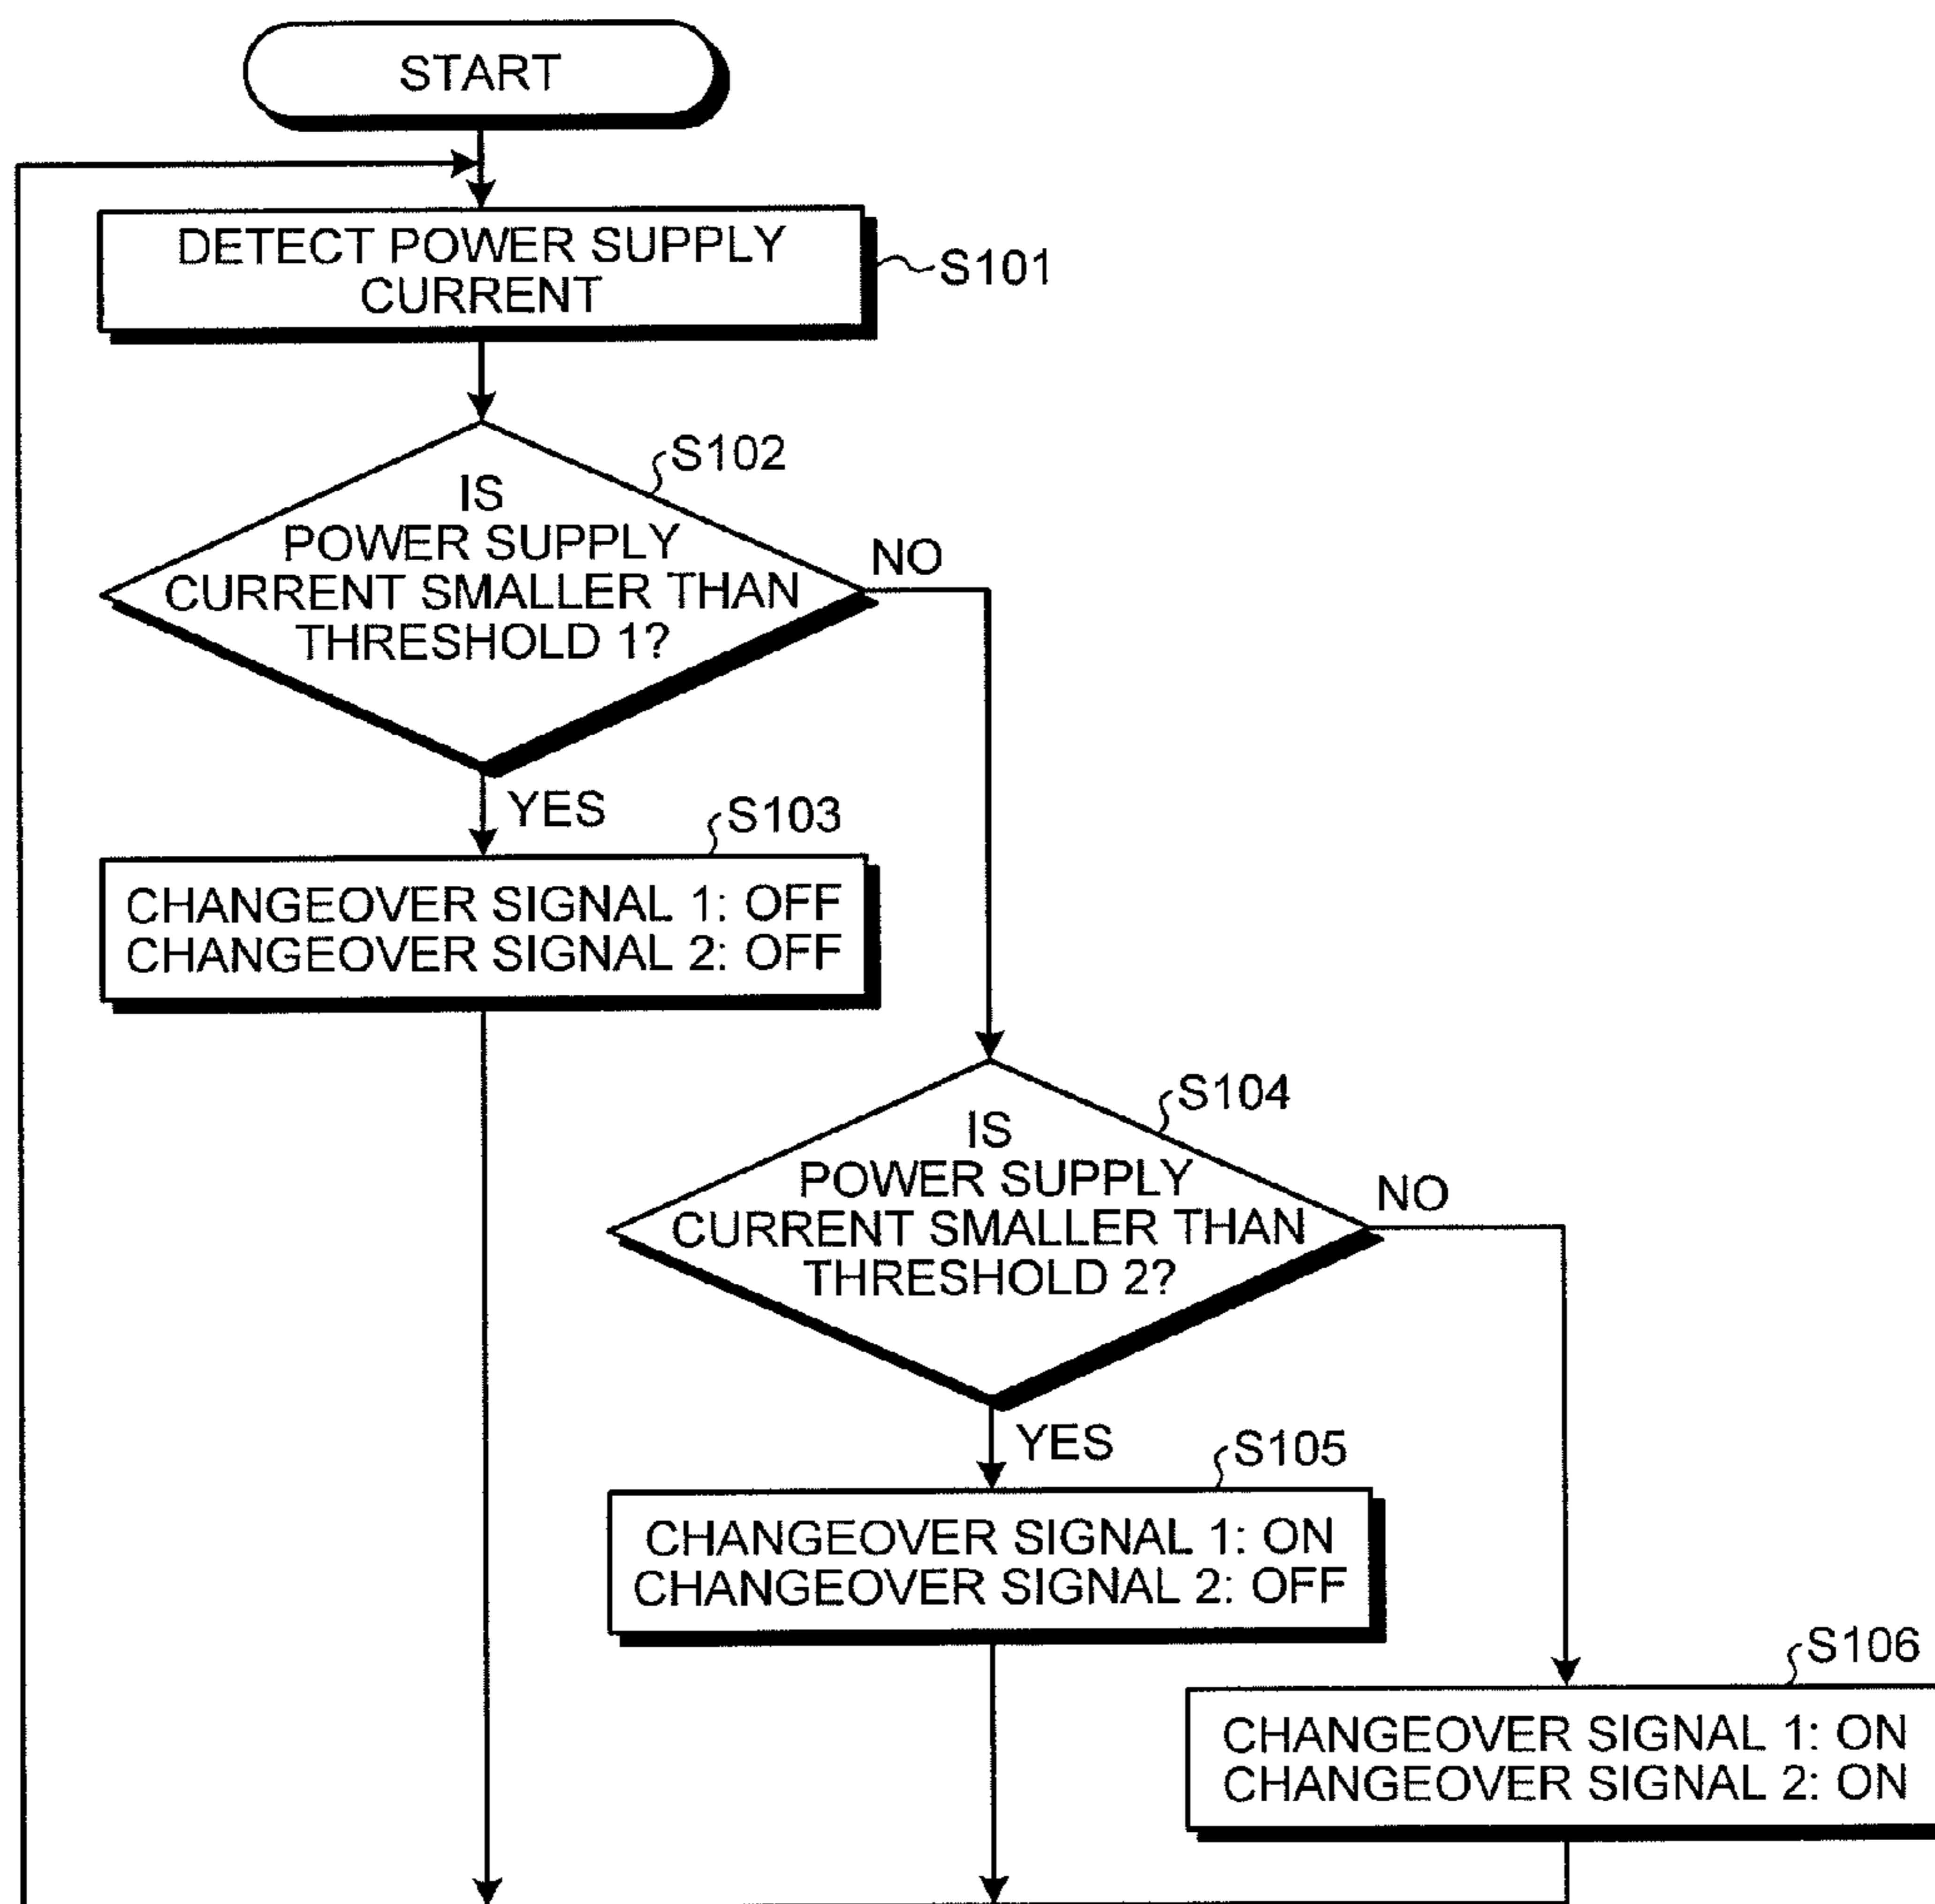 START
DETECT POWER SUPPLY
CURRENT
S101
S102
IS
POWER SUPPLY
CURRENT SMALLER THAN
THRESHOLD 1?
NO
YES
S103
CHANGEOVER SIGNAL 1: OFF
CHANGEOVER SIGNAL 2: OFF
S104
IS
POWER SUPPLY
CURRENT SMALLER THAN
THRESHOLD 2?
NO
YES
S105
CHANGEOVER SIGNAL 1: ON
CHANGEOVER SIGNAL 2: OFF
S106
CHANGEOVER SIGNAL 1: ON
CHANGEOVER SIGNAL 2: ON